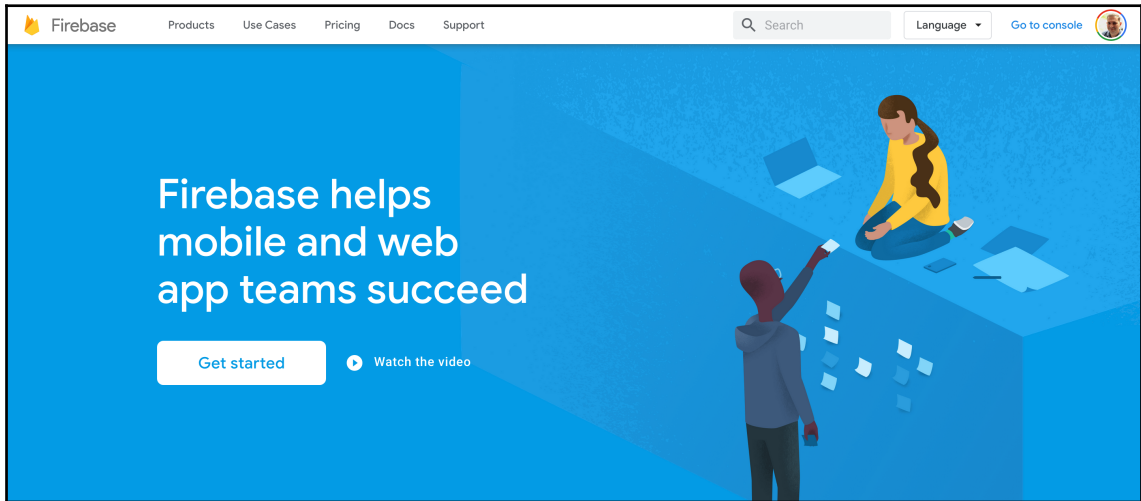 Firebase
Products
Use Cases
Pricing
Docs
Support
Search
Language
Go to console
Firebase helps
mobile and web
app teams succeed
Get started
Watch the video